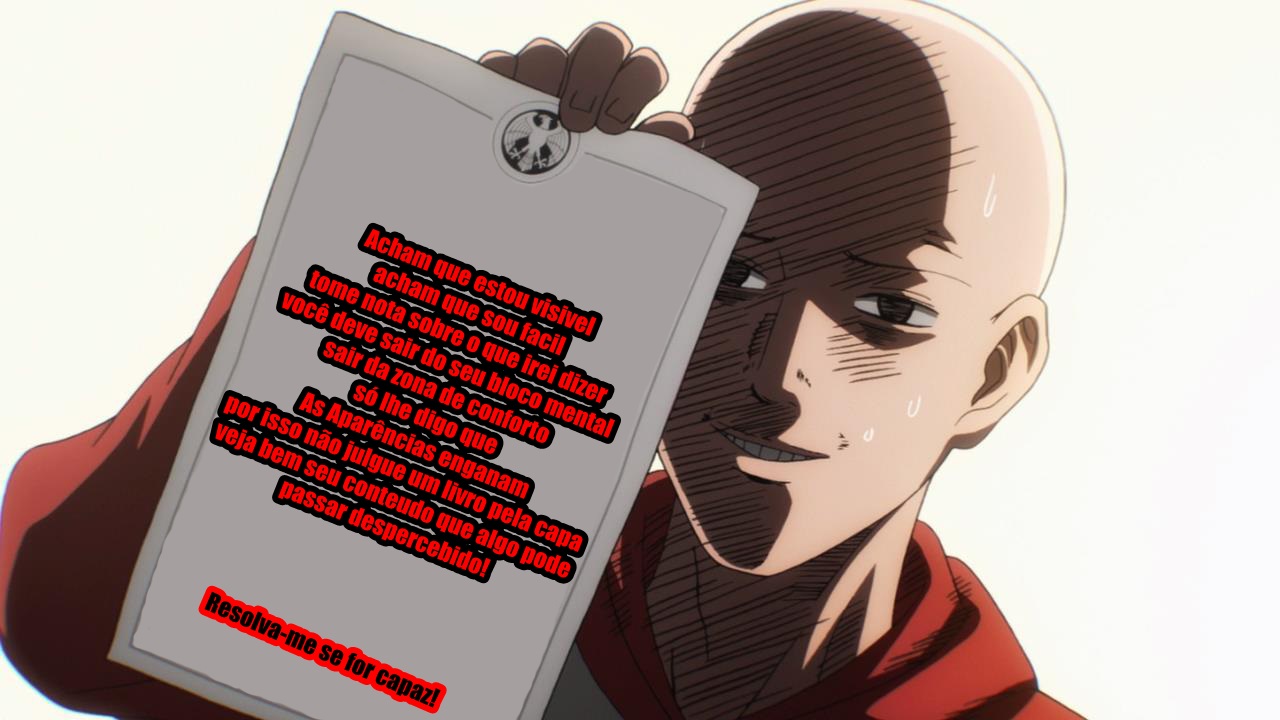 Acham que estou visivel
acham que sou facil
tome nota sobre o que irei dizer
você deve sair do seu bloco mental
sair da zona de conforto
só lhe digo que
As Aparências enganam
por isso não julgue um livro pela capa
veja bem seu conteudo que algo pode
passar despercebido!
Resolva-me se for capaz!